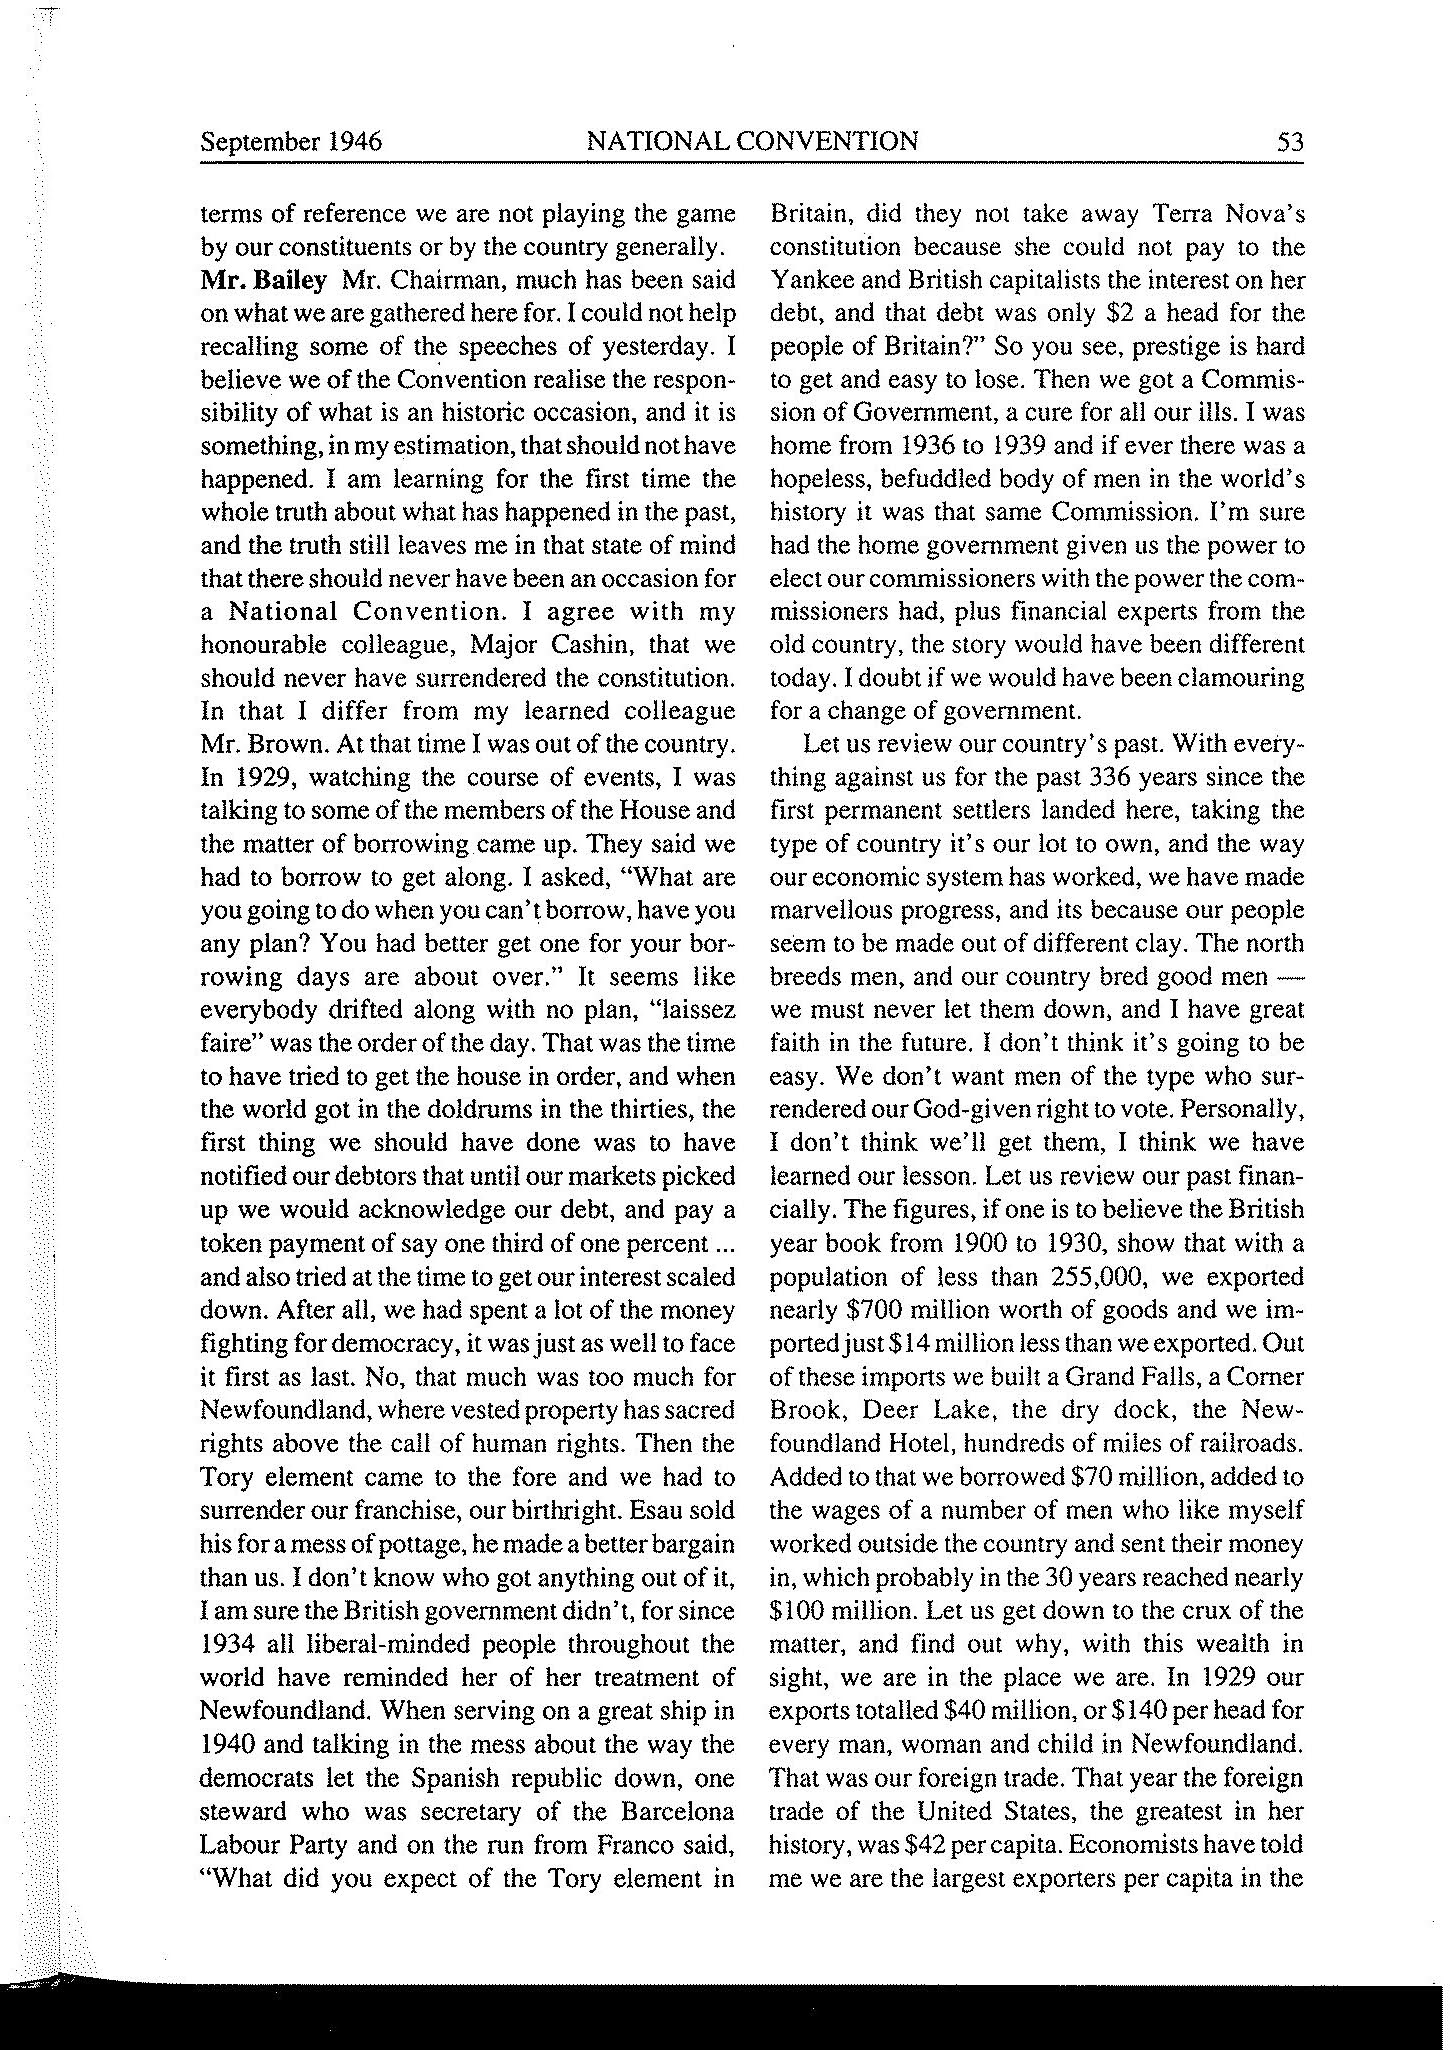 September 1946 NATIONAL CONVENTION 53
terms of reference we are not playing the game
by our constituents or by the country generally.
Mr. Bailey Mr. Chairman, much has been said
on what we are gathered here for. I could not help
recalling some of the speeches of yesterday. I
believe we of the Convention realise the respon-
sibility of what is an historic occasion, and it is
something, in my estimation, that should not have
happened. I am learning for the first time the
whole truth about what has happened in the past,
and the truth still leaves me in that state of mind
that there should never have been an occasion for
a National Convention. I agree with my
honourable colleague, Major Cashin, that we
should never have surrendered the constitution.
In that I differ from my learned colleague
Mr. Brown. At that time I was out of the country.
In 1929, watching the course of events, I was
talking to some of the members of the House and
the matter of borrowing came up. They said we
had to borrow to get along. I asked, “What are
you going to do when you can't borrow, have you
any plan? You had better get one for your bor-
rowing days are about over.” It seems like
everybody drifted along with no plan, “laissez
faire” was the order of the day. That was the time
to have tried to get the house in order, and when
the world got in the doldrums in the thirties, the
first thing we should have done was to have
notified our debtors that until our markets picked
up we would acknowledge our debt, and pay a
token payment of say one third of one percent ...
and also tried at the time to get our interest scaled
down. After all, we had spent a lot of the money
fighting for democracy, it was just as well to face
it first as last. No, that much was too much for
Newfoundland, where vested property has sacred
rights above the call of human rights. Then the
Tory element came to the fore and we had to
surrender our franchise, our birthright. Esau sold
his for a mess of pottage, he made a better bargain
than us. I don't know who got anything out of it,
I am sure the British government didn't, for since
1934 all liberal-minded people throughout the
world have reminded her of her treatment of
Newfoundland. When serving on a great ship in
1940 and talking in the mess about the way the
democrats let the Spanish republic down, one
steward who was secretary of the Barcelona
Labour Party and on the run from Franco said,
“What did you expect of the Tory element in
Britain, did they not take away Terra Nova's
constitution because she could not pay to the
Yankee and British capitalists the interest on her
debt, and that debt was only $2 a head for the
people of Britain?” So you see, prestige is hard
to get and easy to lose. Then we got a Commis-
sion of Government, a cure for all our ills. I was
home from 1936 to 1939 and if ever there was a
hopeless, befuddled body of men in the world's
history it was that same Commission. I'm sure
had the home government given us the power to
elect our commissioners with the power the com-
missioners had, plus financial experts from the
old country, the story would have been different
today. I doubt if we would have been clamouring
for a change of government.
Let us review our country's past. With every-
thing against us for the past 336 years since the
first permanent settlers landed here, taking the
type of country it's our lot to own, and the way
our economic system has worked, we have made
marvellous progress, and its because our people
seem to be made out of different clay. The north
breeds men, and our country bred good men —
we must never let them down, and I have great
faith in the future. I don't think it's going to be
easy. We don't want men of the type who sur-
rendered our God-given right to vote. Personally,
I don't think we'll get them, I think we have
learned our lesson. Let us review our past finan-
cially. The figures, if one is to believe the British
year book from 1900 to 1930, show that with a
population of less than 255,000, we exported
nearly $700 million worth of goods and we im-
ported just $14 million less than we exported. Out
of these imports we built a Grand Falls, a Corner
Brook, Deer Lake, the dry dock, the New-
foundland Hotel, hundreds of miles of railroads.
Added to that we borrowed $70 million, added to
the wages of a number of men who like myself
worked outside the country and sent their money
in, which probably in the 30 years reached nearly
$100 million. Let us get down to the crux of the
matter, and find out why, with this wealth in
sight, we are in the place we are. In 1929 our
exports totalled $40 million, or $140 per head for
every man, woman and child in Newfoundland.
That was our foreign trade. That year the foreign
trade of the United States, the greatest in her
history, was $42 per capita. Economists have told
me we are the largest exporters per capita in the